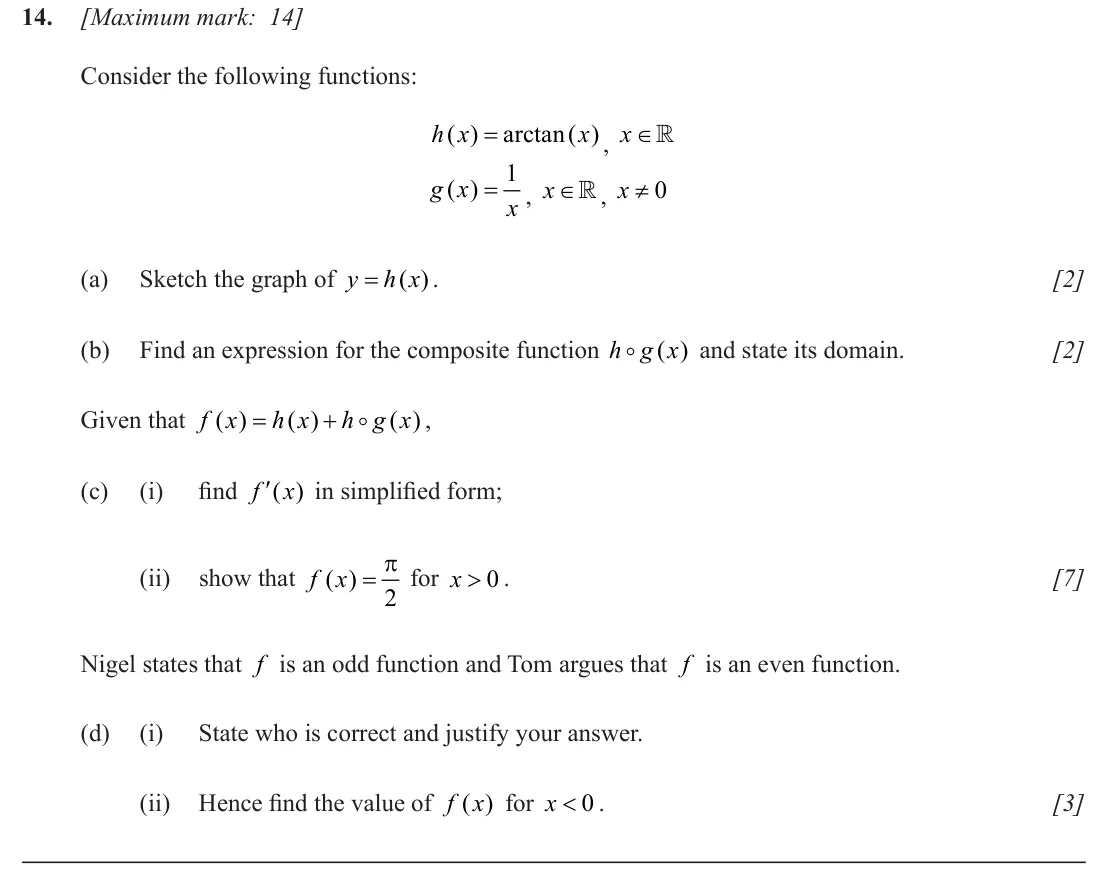 14. [Maximum mark: 14]
Consider the following functions:
h(x) = arctan(x), x ∈ ℝ
g(x) = 1/x, x ∈ ℝ, x ≠ 0
(a) Sketch the graph of y = h(x). [2]
(b) Find an expression for the composite function h ∘ g(x) and state its domain. [2]
Given that f(x) = h(x) + h ∘ g(x),
(c) (i) find f′(x) in simplified form;
(ii) show that f(x) = π/2 for x > 0. [7]
Nigel states that f is an odd function and Tom argues that f is an even function.
(d) (i) State who is correct and justify your answer.
(ii) Hence find the value of f(x) for x < 0. [3]